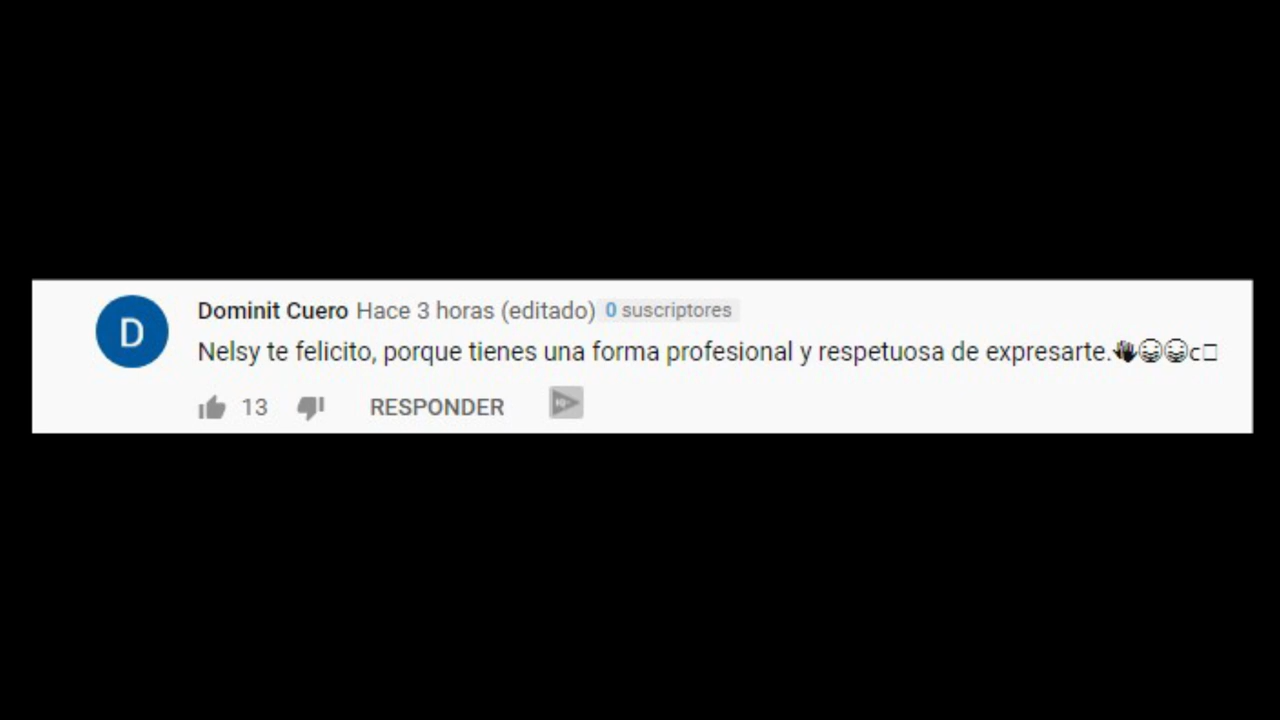 D
Dominit Cuero Hace 3 horas (editado) 0 suscriptores
Nelsy te felicito, porque tienes una forma profesional y respetuosa de expresarte.👋😀😀c□
13 RESPONDER